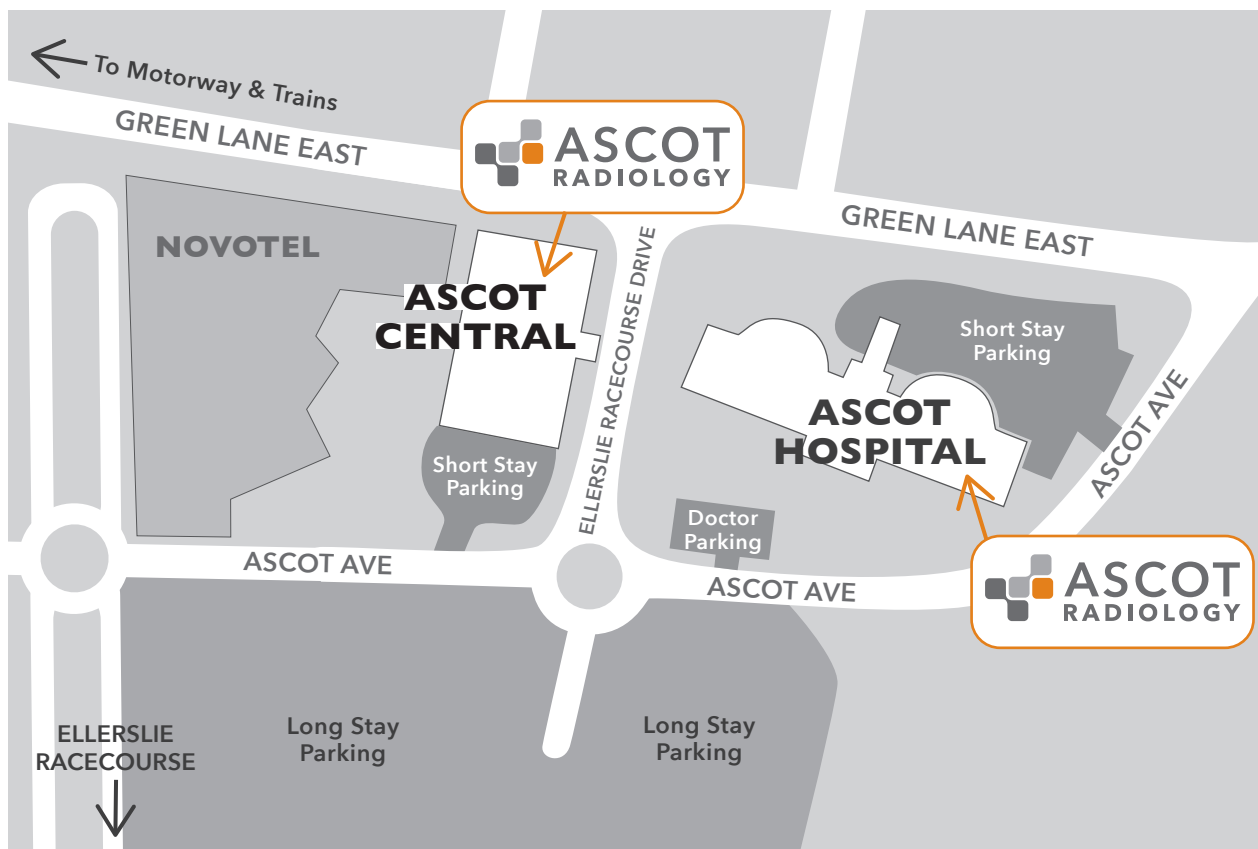 To Motorway & Trains
GREEN LANE EAST
ASCOT
RADIOLOGY
GREEN LANE EAST
NOVOTEL
ASCOT
CENTRAL
ELLERSLIE RACECOURSE DRIVE
Short Stay
Parking
ASCOT
HOSPITAL
ASCOT AVE
Short Stay
Parking
Doctor
Parking
ASCOT AVE
ASCOT AVE
ASCOT
RADIOLOGY
ELLERSLIE
RACECOURSE
Long Stay
Parking
Long Stay
Parking